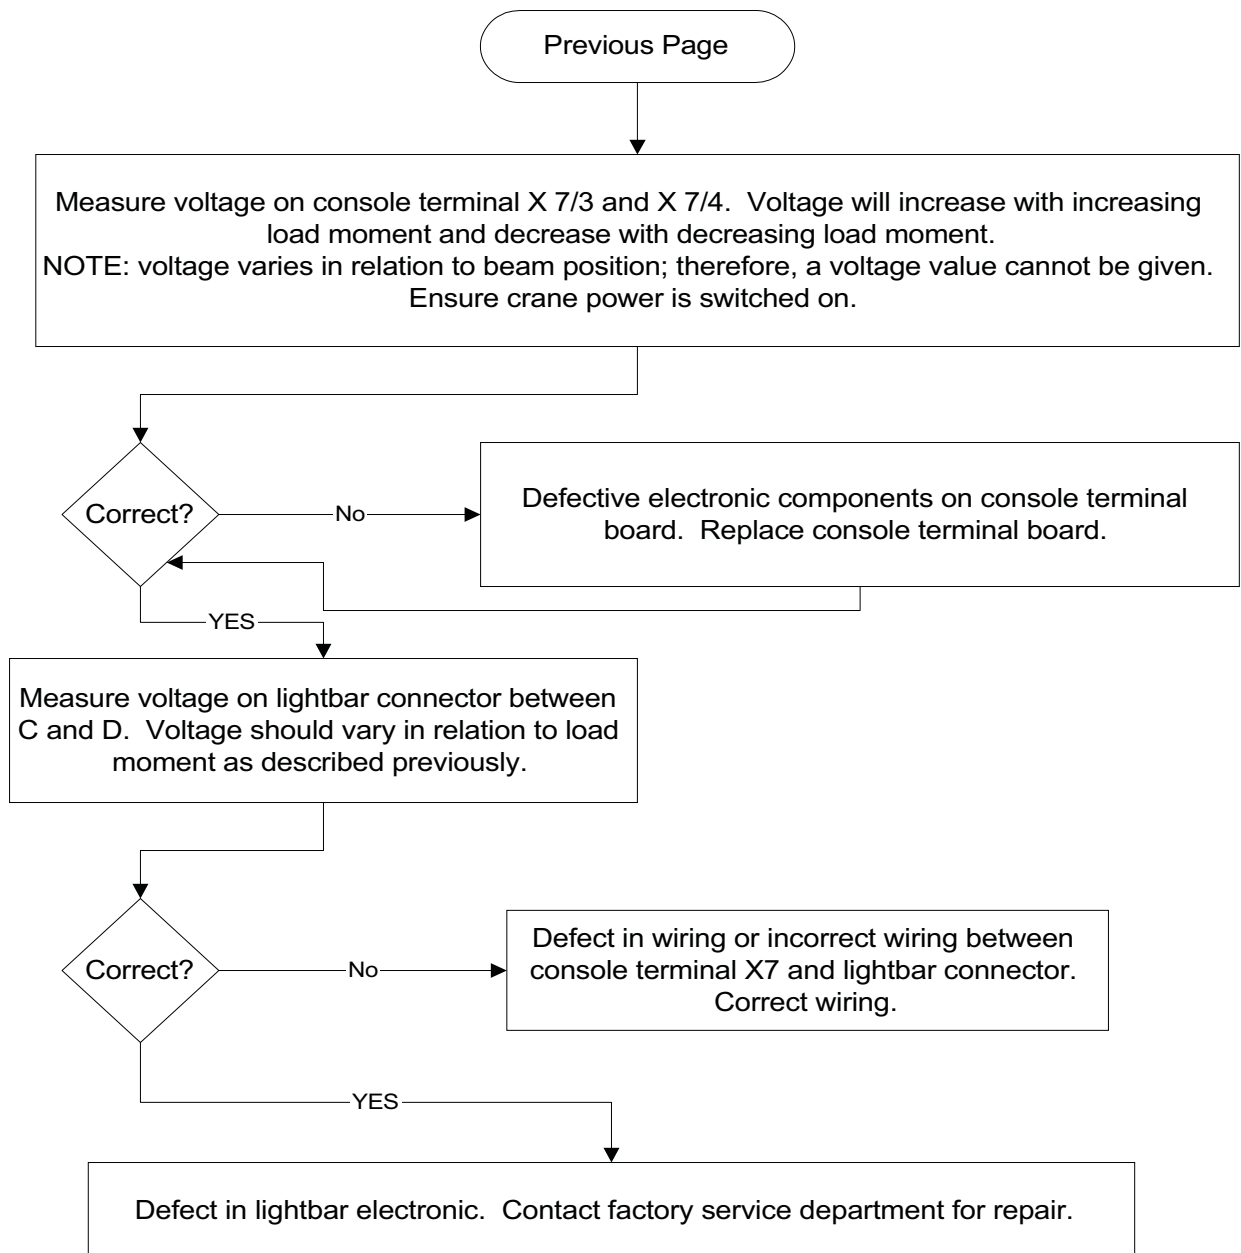 Previous Page
Measure voltage on console terminal X 7/3 and X 7/4.  Voltage will increase with increasing
load moment and decrease with decreasing load moment.
NOTE: voltage varies in relation to beam position; therefore, a voltage value cannot be given.
Ensure crane power is switched on.
Correct?
No
Defective electronic components on console terminal
board.  Replace console terminal board.
YES
Measure voltage on lightbar connector between
C and D.  Voltage should vary in relation to load
moment as described previously.
Correct?
No
Defect in wiring or incorrect wiring between
console terminal X7 and lightbar connector.
Correct wiring.
YES
Defect in lightbar electronic.  Contact factory service department for repair.